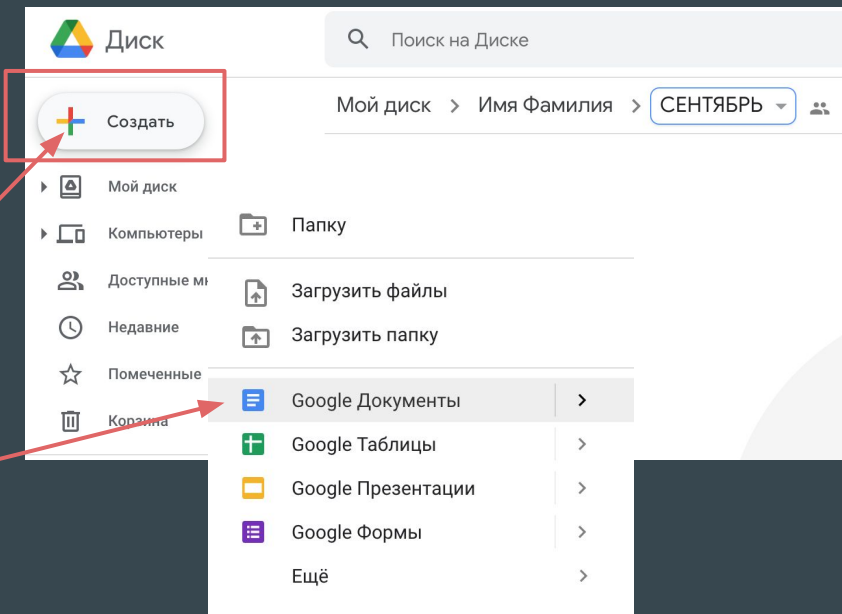 Диск
Поиск на Диске
Создать
Мой диск > Имя Фамилия > СЕНТЯБРЬ
Мой диск
Компьютеры
Доступные
Недавние
Помеченные
Корзина
Папку
Загрузить файлы
Загрузить папку
Google Документы
Google Таблицы
Google Презентации
Google Формы
Ещё